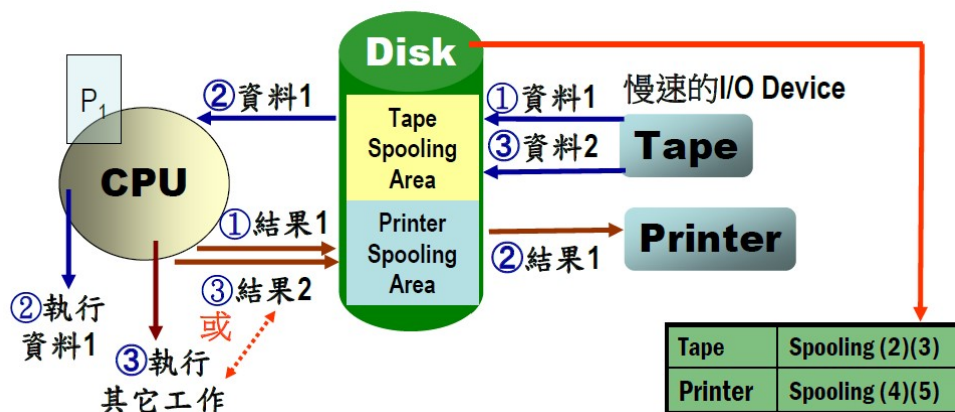 Disk
P1
②資料1
①資料1
慢速的I/O Device
Tape
Spooling
Area
③資料2
Tape
CPU
①結果1
Printer
Spooling
Area
②結果1
Printer
③結果2
或
②執行
資料1
③執行
其它工作
Tape Spooling (2)(3)
Printer Spooling (4)(5)